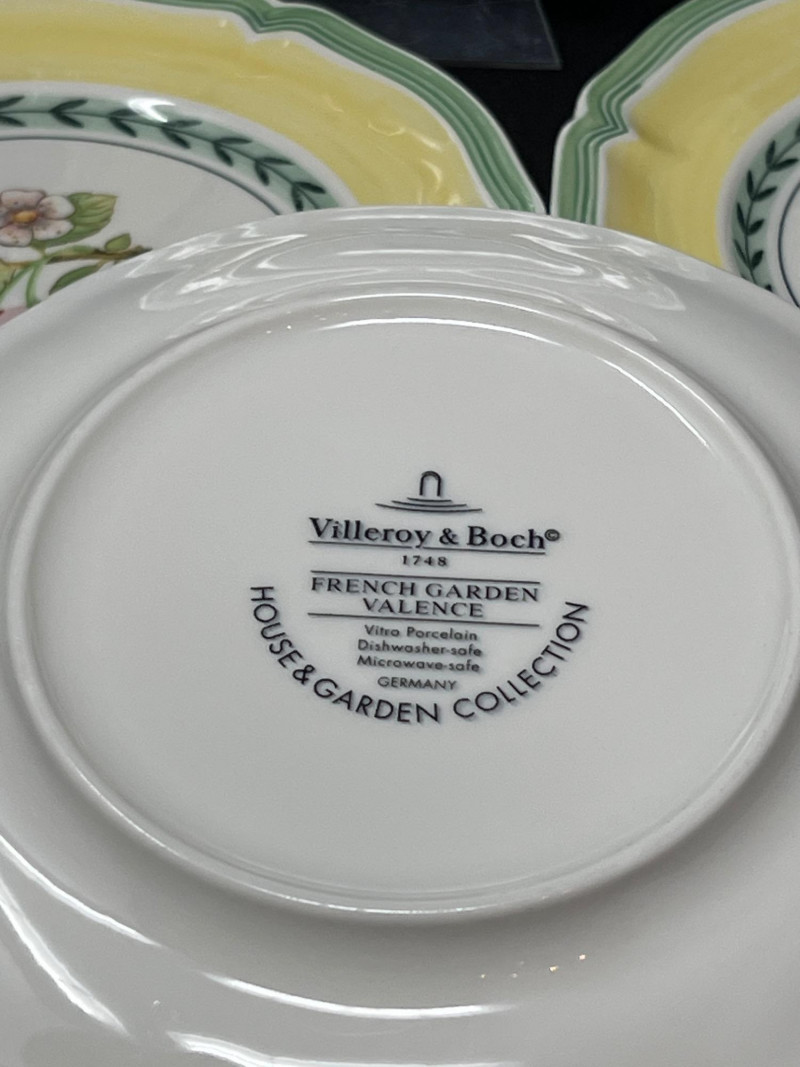 Villeroy & Boch©
1748
FRENCH GARDEN
VALENCE
Vitro Porcelain
Dishwasher-safe
Microwave-safe
GERMANY
HOUSE & GARDEN COLLECTION